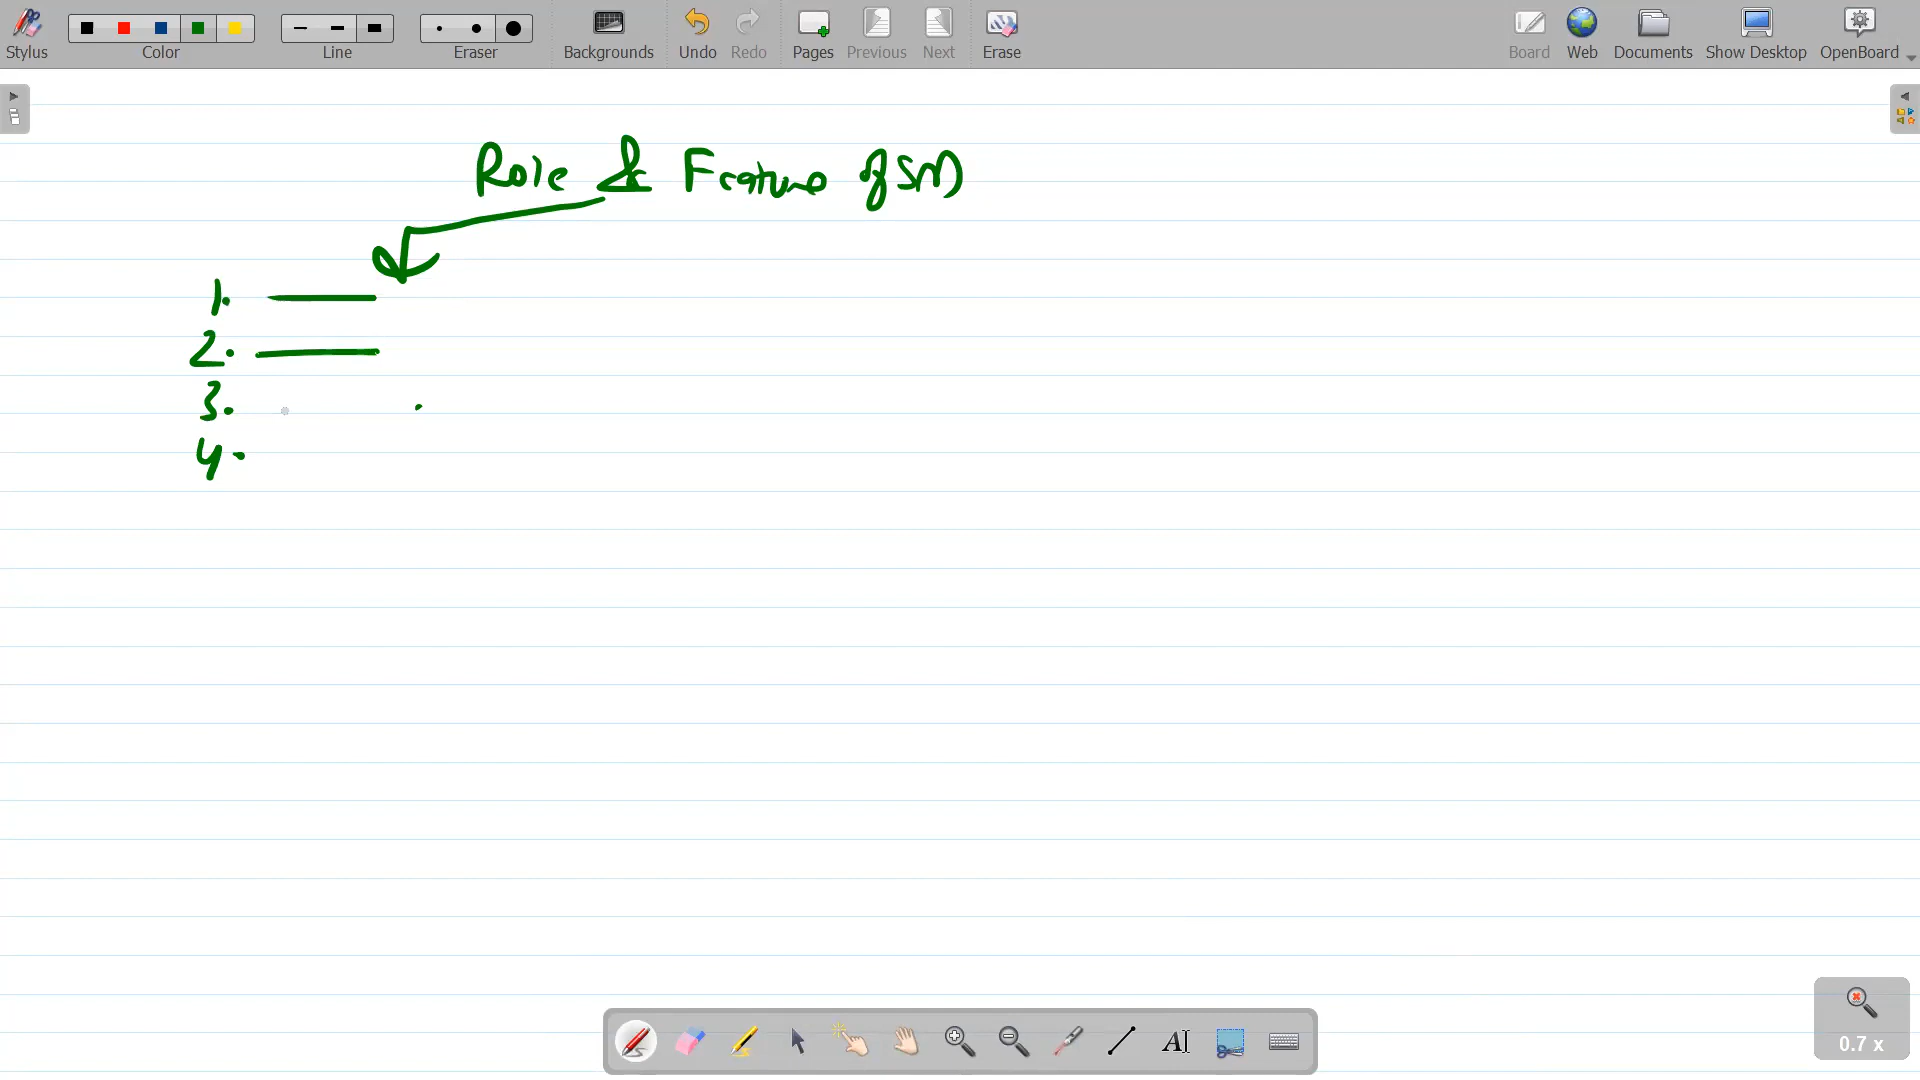 Stylus Color Line Eraser Backgrounds Undo Redo Pages Previous Next Erase Board Web Documents Show Desktop OpenBoard
Role & Feature of SM
1.
2.
3.
4.
0.7 x